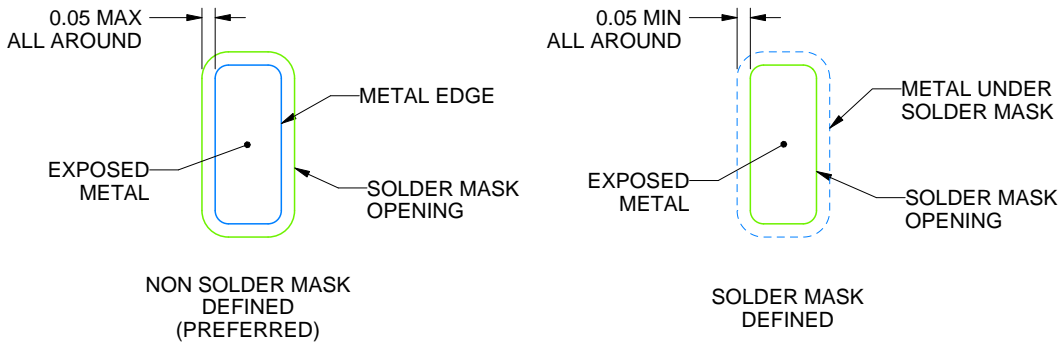 0.05 MAX
ALL AROUND
METAL EDGE
EXPOSED
METAL
SOLDER MASK
OPENING
NON SOLDER MASK
DEFINED
(PREFERRED)
0.05 MIN
ALL AROUND
METAL UNDER
SOLDER MASK
EXPOSED
METAL
SOLDER MASK
OPENING
SOLDER MASK
DEFINED